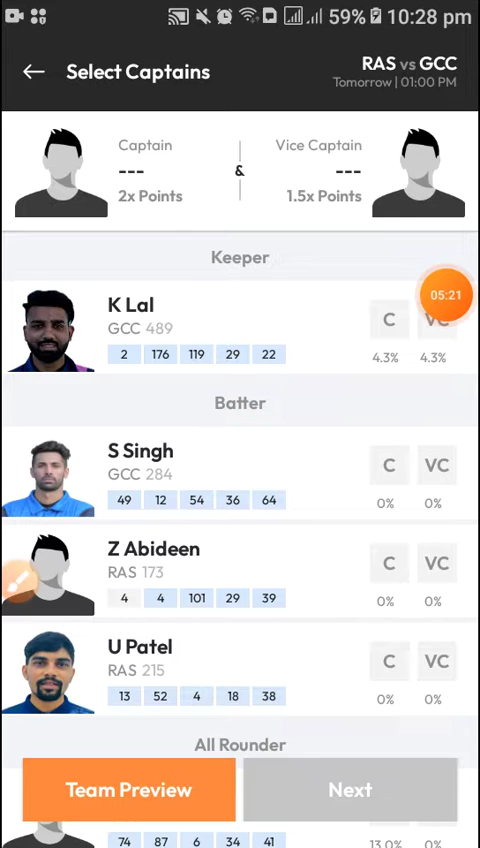 59% 10:28 pm
Select Captains
RAS vs GCC
Tomorrow | 01:00 PM
Captain
---
2x Points
&
Vice Captain
---
1.5x Points
Keeper
K Lal
GCC 489
2 176 119 29 22
C VC
4.3% 4.3%
05:21
Batter
S Singh
GCC 284
49 12 54 36 64
C VC
0% 0%
Z Abideen
RAS 173
4 4 101 29 39
C VC
0% 0%
U Patel
RAS 215
13 52 4 18 38
C VC
0% 0%
All Rounder
Team Preview
Next
74 87 6 34 41
13.0%